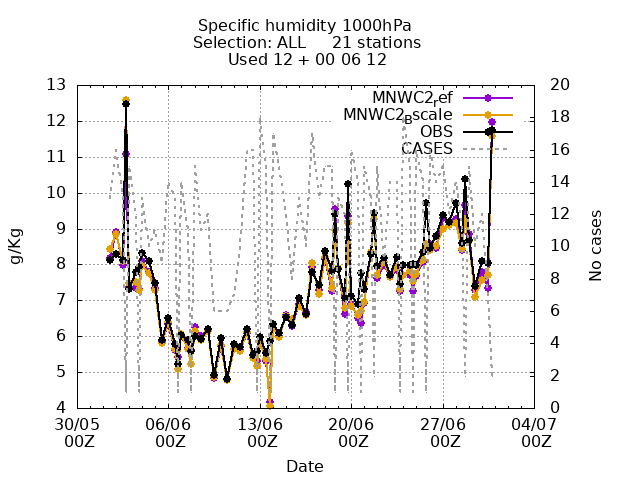 Specific humidity 1000hPa
Selection: ALL 21 stations
Used 12 + 00 06 12
MNWC2ref
MNWC2Bscale
OBS
CASES
g/Kg
No cases
13
12
11
10
9
8
7
6
5
4
20
18
16
14
12
10
8
6
4
2
0
30/05 06/06 13/06 20/06 27/06 04/07
00Z 00Z 00Z 00Z 00Z 00Z
Date